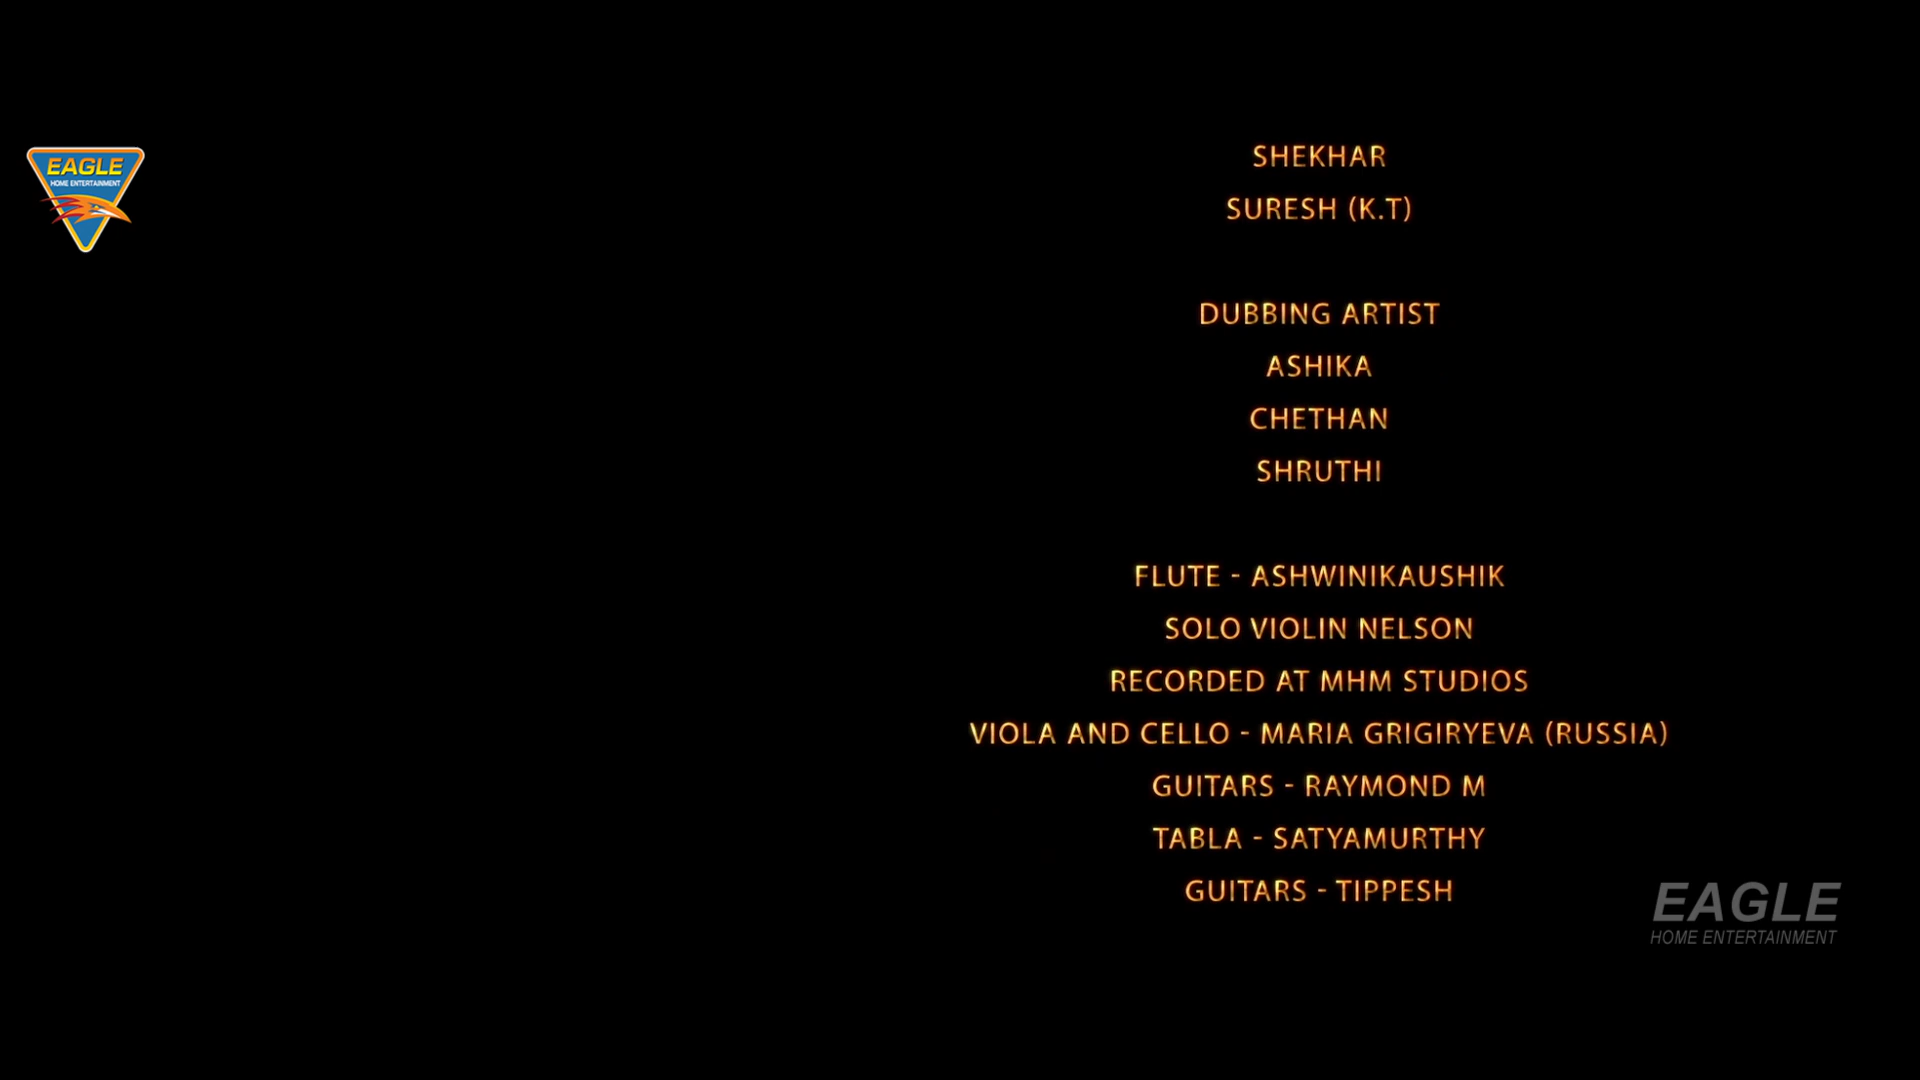 EAGLE
HOME ENTERTAINMENT
SHEKHAR
SURESH (K.T)
DUBBING ARTIST
ASHIKA
CHETHAN
SHRUTHI
FLUTE - ASHWINIKAUSHIK
SOLO VIOLIN NELSON
RECORDED AT MHM STUDIOS
VIOLA AND CELLO - MARIA GRIGIRYEVA (RUSSIA)
GUITARS - RAYMOND M
TABLA - SATYAMURTHY
GUITARS - TIPPESH
EAGLE
HOME ENTERTAINMENT